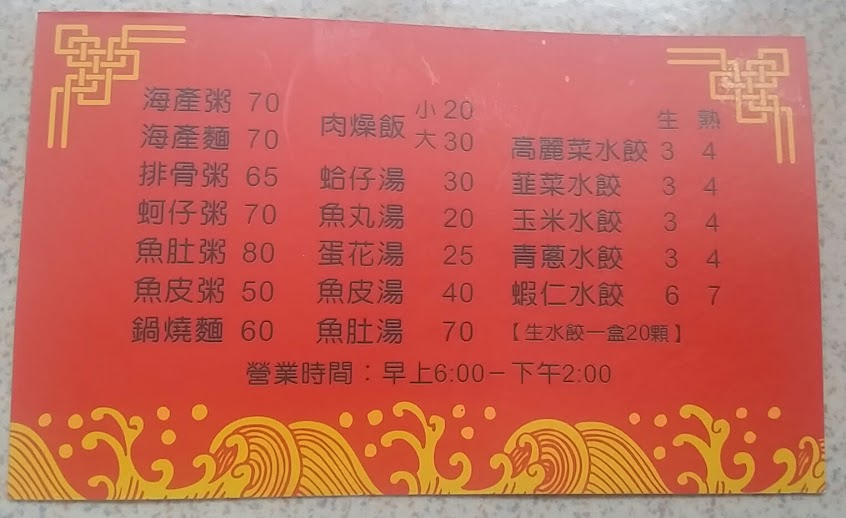 海產粥 70
海產麵 70
排骨粥 65
蚵仔粥 70
魚肚粥 80
魚皮粥 50
鍋燒麵 60
肉燥飯 小 20
大 30
蛤仔湯 30
魚丸湯 20
蛋花湯 25
魚皮湯 40
魚肚湯 70
生 熟
高麗菜水餃 3 4
韮菜水餃 3 4
玉米水餃 3 4
青蔥水餃 3 4
蝦仁水餃 6 7
【生水餃一盒20顆】
營業時間：早上6:00－下午2:00